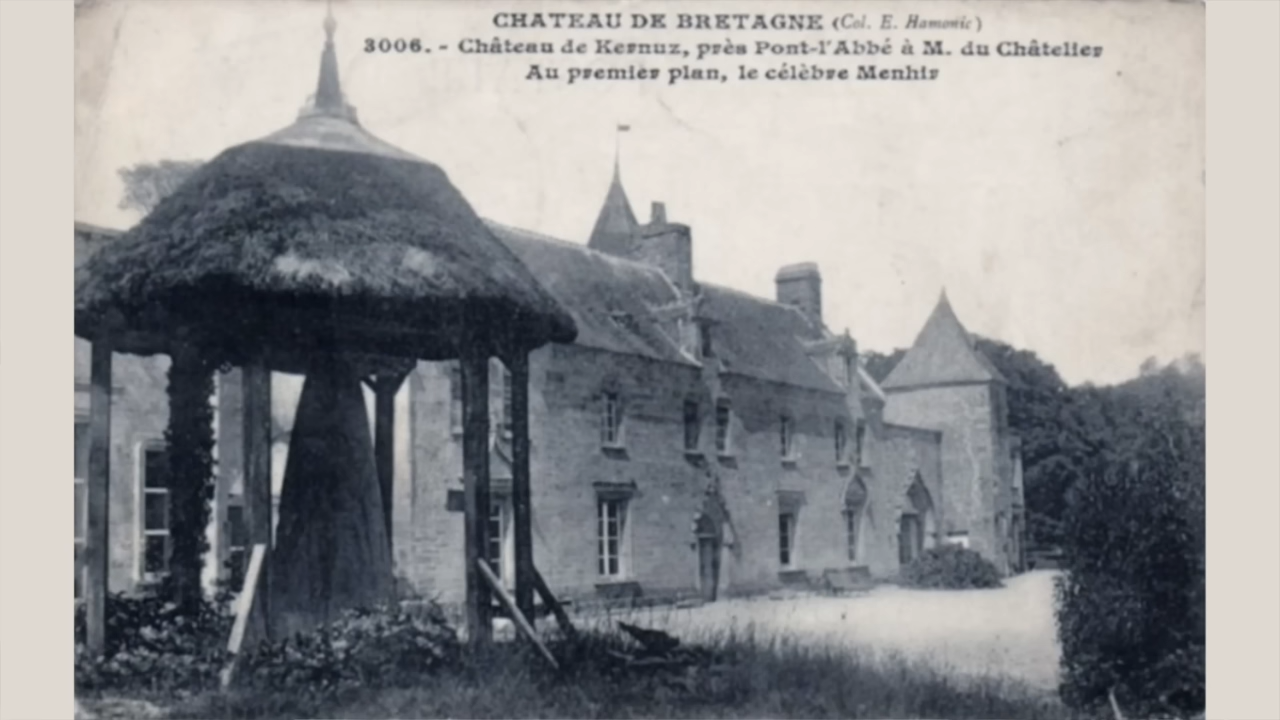 CHATEAU DE BRETAGNE (Col. E. Hamonic)
3006. - Château de Kernuz, près Pont-l'Abbé à M. du Châtelier
Au premier plan, le célèbre Menhir